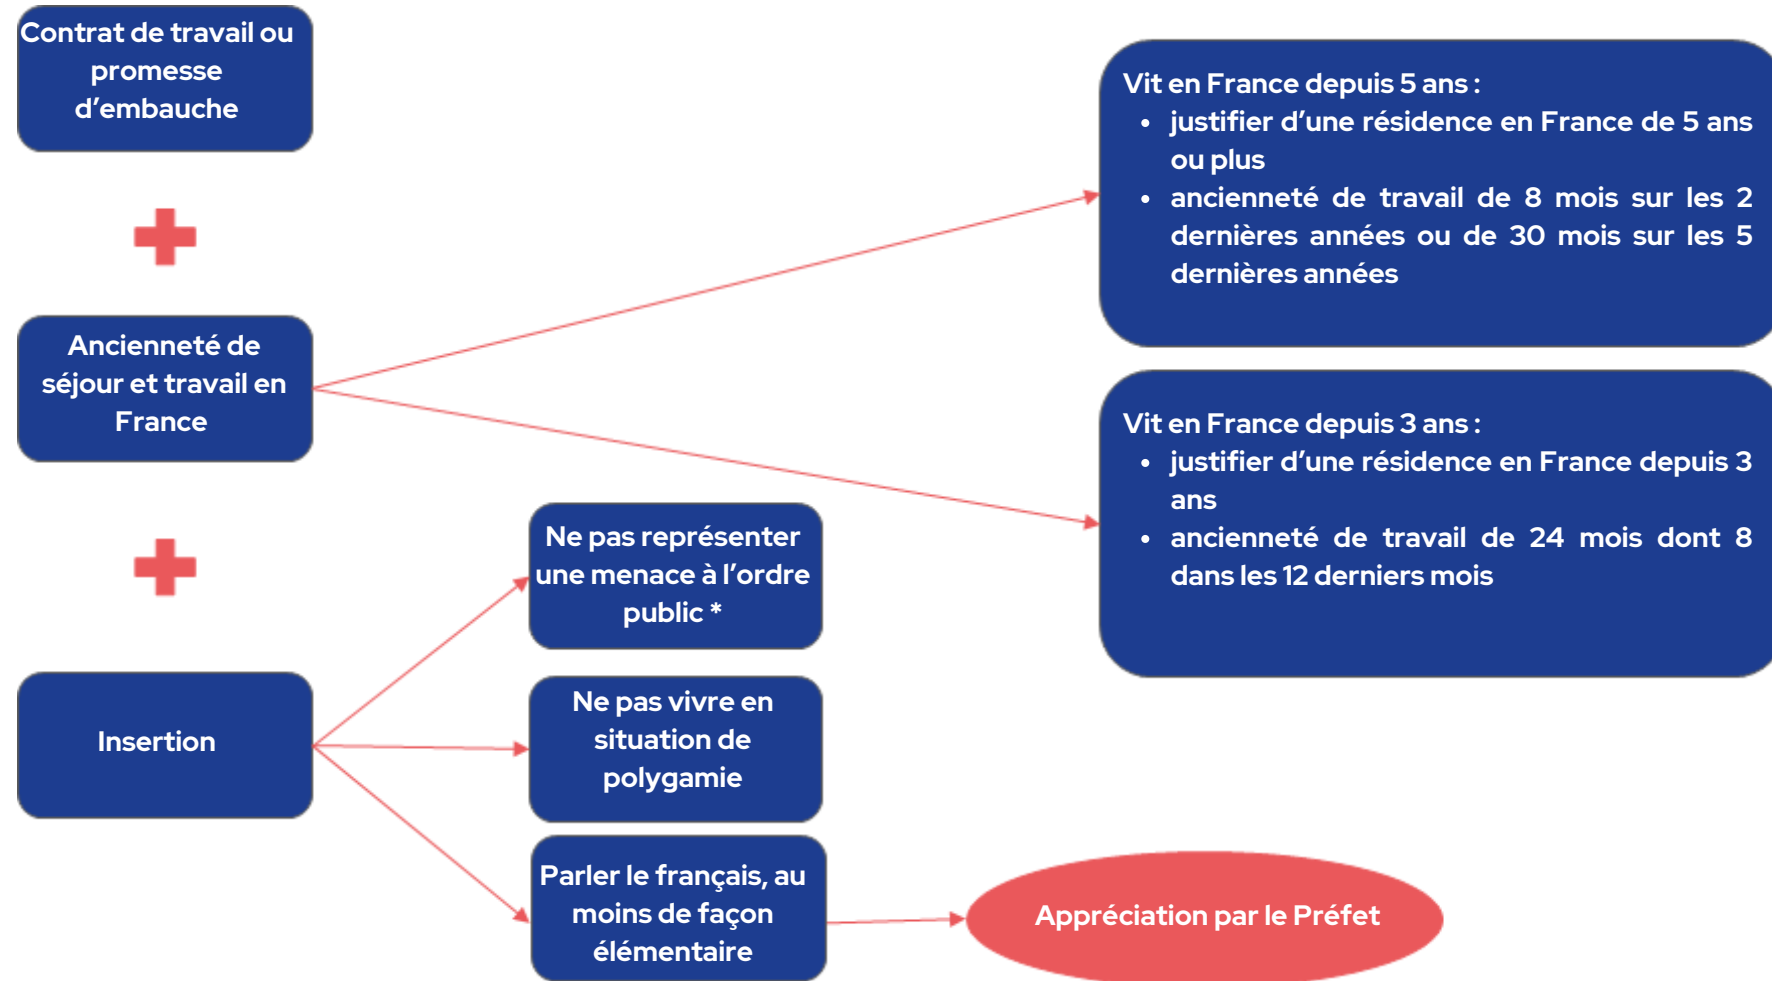 Contrat de travail ou
promesse
d'embauche
Ancienneté de
séjour et travail en
France
Insertion
Ne pas représenter
une menace à l'ordre
public *
Ne pas vivre en
situation de
polygamie
Parler le français, au
moins de façon
élémentaire
Appréciation par le Préfet
Vit en France depuis 5 ans :
• justifier d'une résidence en France de 5 ans
ou plus
• ancienneté de travail de 8 mois sur les 2
dernières années ou de 30 mois sur les 5
dernières années
Vit en France depuis 3 ans :
• justifier d'une résidence en France depuis 3
ans
• ancienneté de travail de 24 mois dont 8
dans les 12 derniers mois